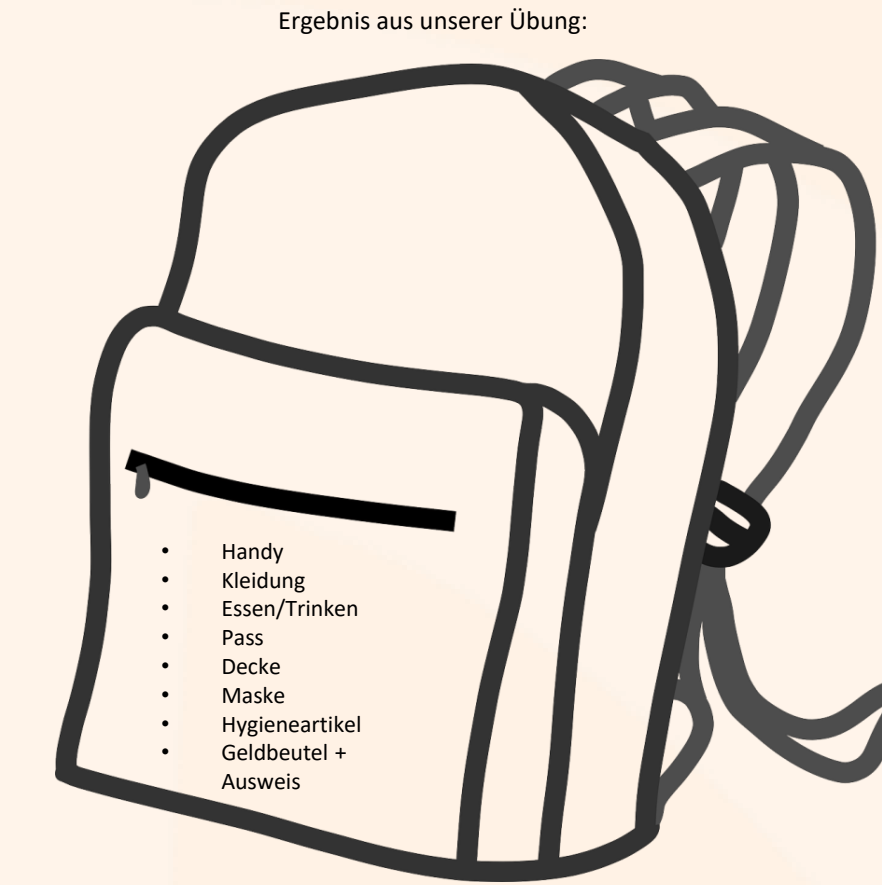 Ergebnis aus unserer Übung:
• Handy
• Kleidung
• Essen/Trinken
• Pass
• Decke
• Maske
• Hygieneartikel
• Geldbeutel +
Ausweis